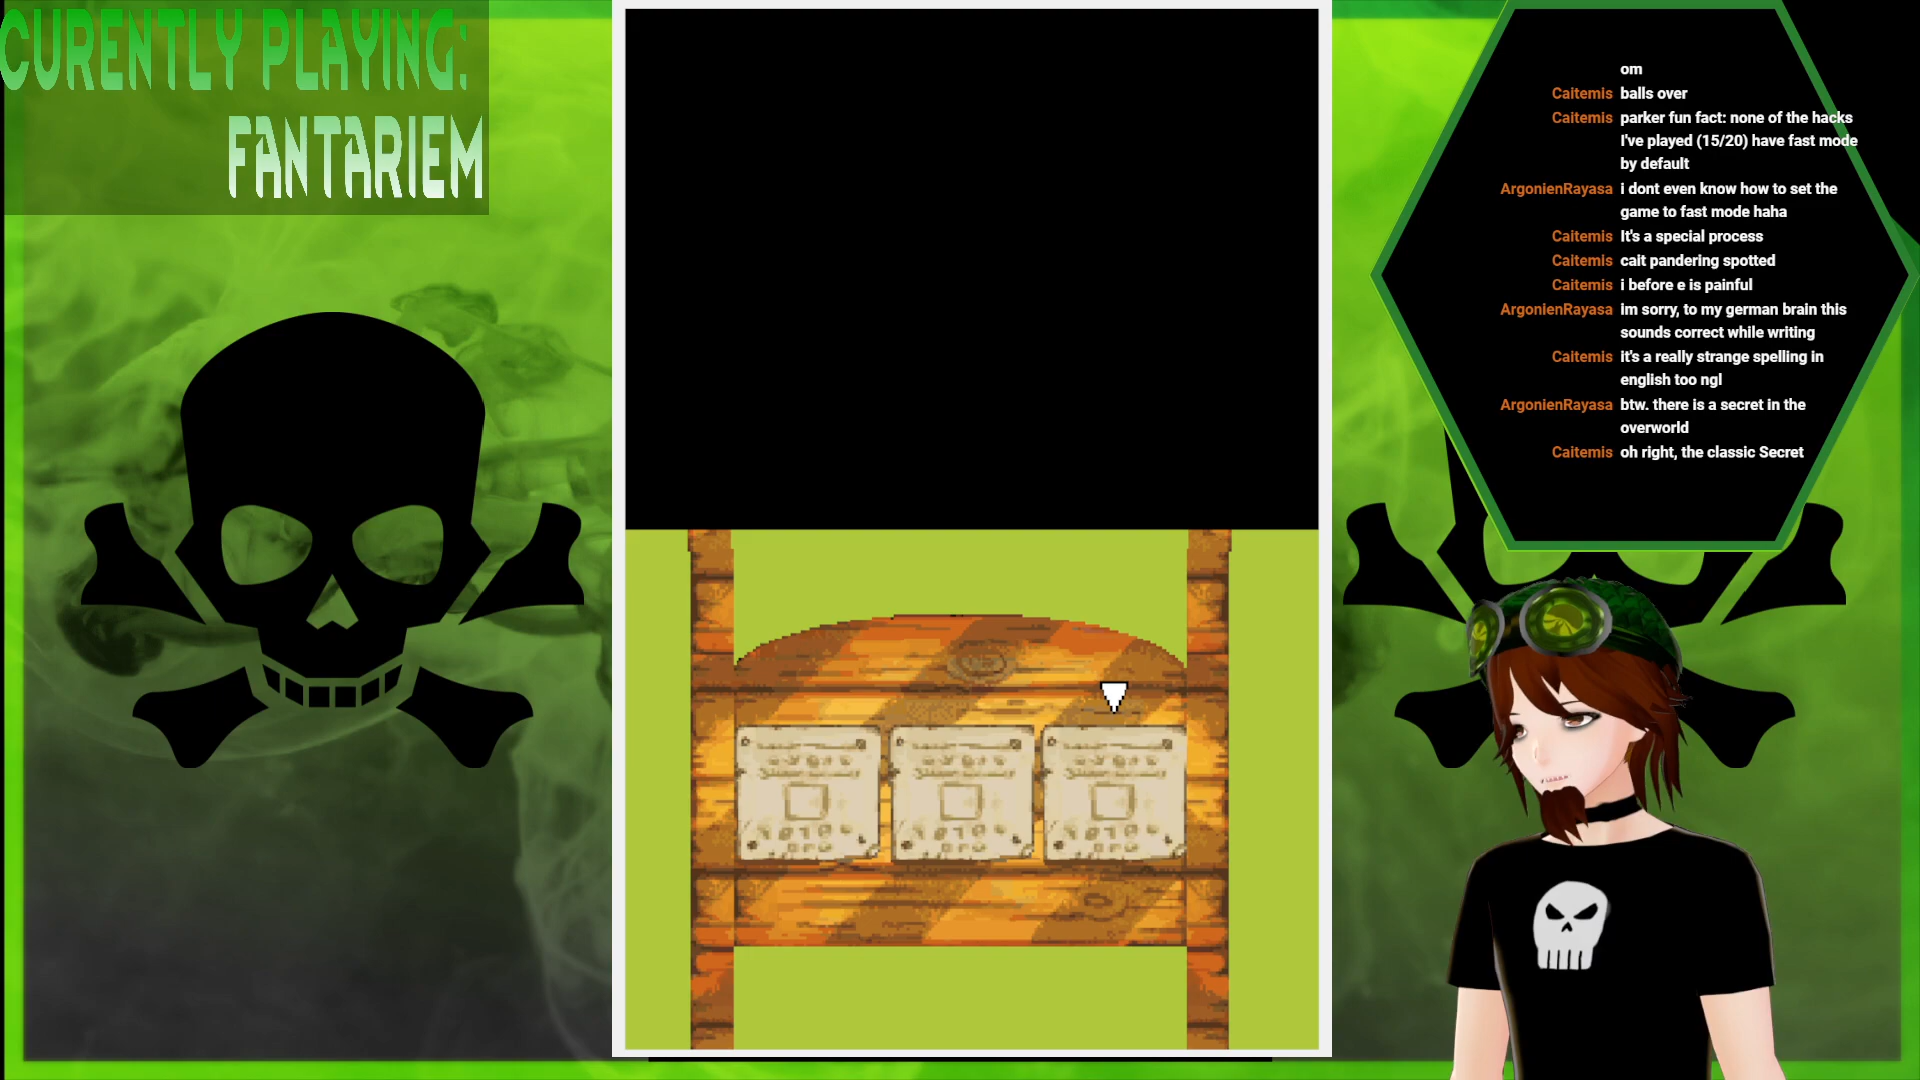 CURENTLY PLAYING:
FANTARIEM
om
Caitemis balls over
Caitemis parker fun fact: none of the hacks
I've played (15/20) have fast mode
by default
ArgonienRayasa i dont even know how to set the
game to fast mode haha
Caitemis It's a special process
Caitemis cait pandering spotted
Caitemis i before e is painful
ArgonienRayasa im sorry, to my german brain this
sounds correct while writing
Caitemis it's a really strange spelling in
english too ngl
ArgonienRayasa btw. there is a secret in the
overworld
Caitemis oh right, the classic Secret